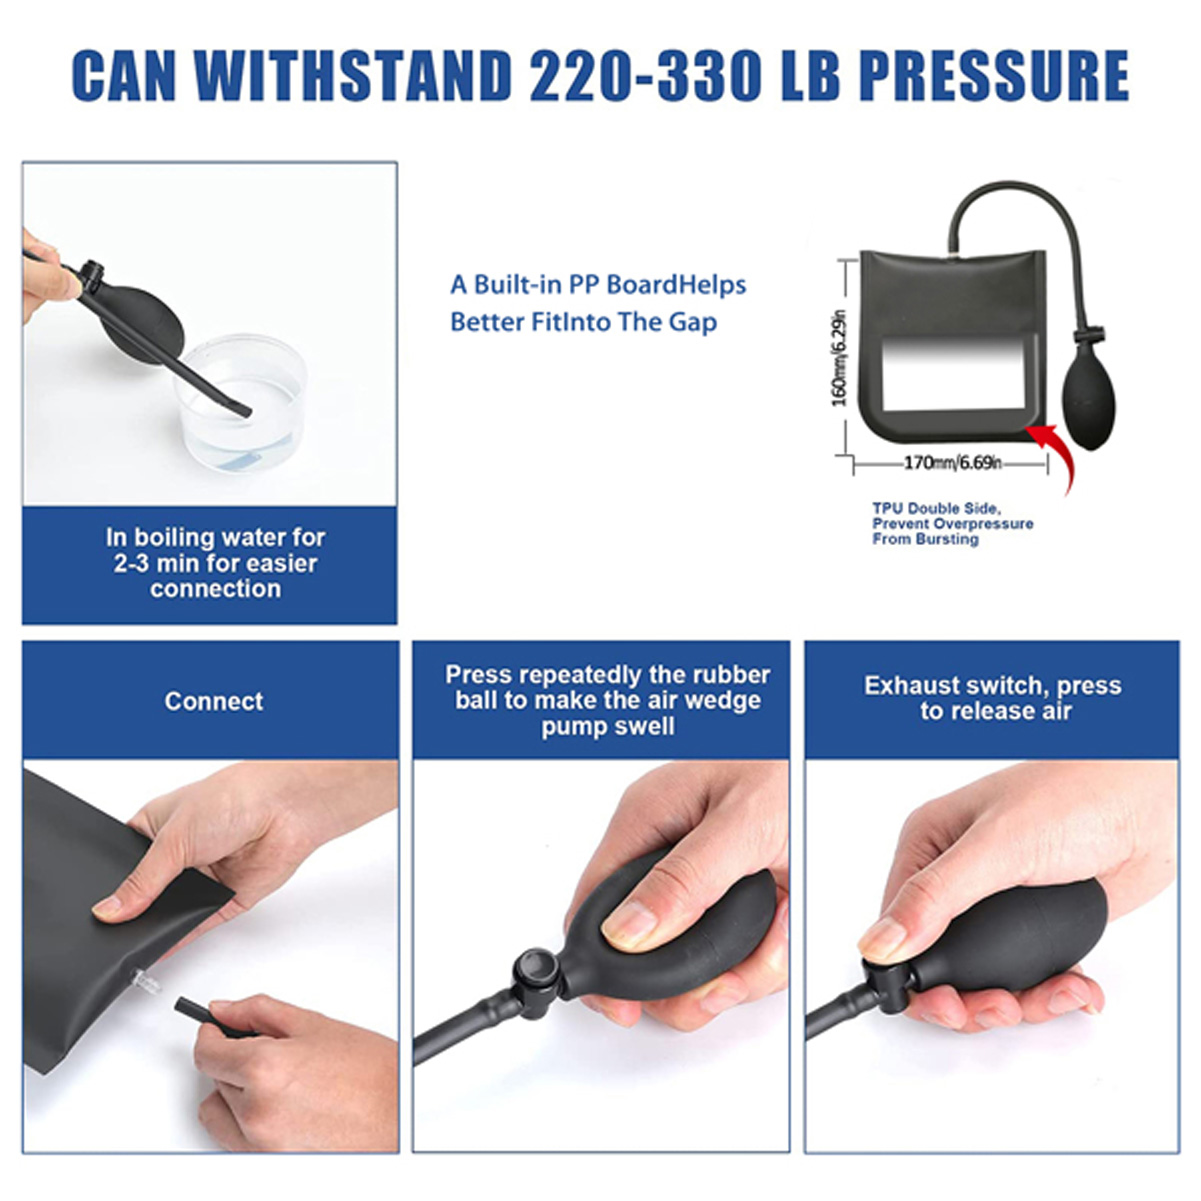 CAN WITHSTAND 220-330 LB PRESSURE
A Built-in PP BoardHelps
Better FitInto The Gap
160mm/6.29in
170mm/6.69in
TPU Double Side,
Prevent Overpressure
From Bursting
In boiling water for
2-3 min for easier
connection
Connect
Press repeatedly the rubber
ball to make the air wedge
pump swell
Exhaust switch, press
to release air